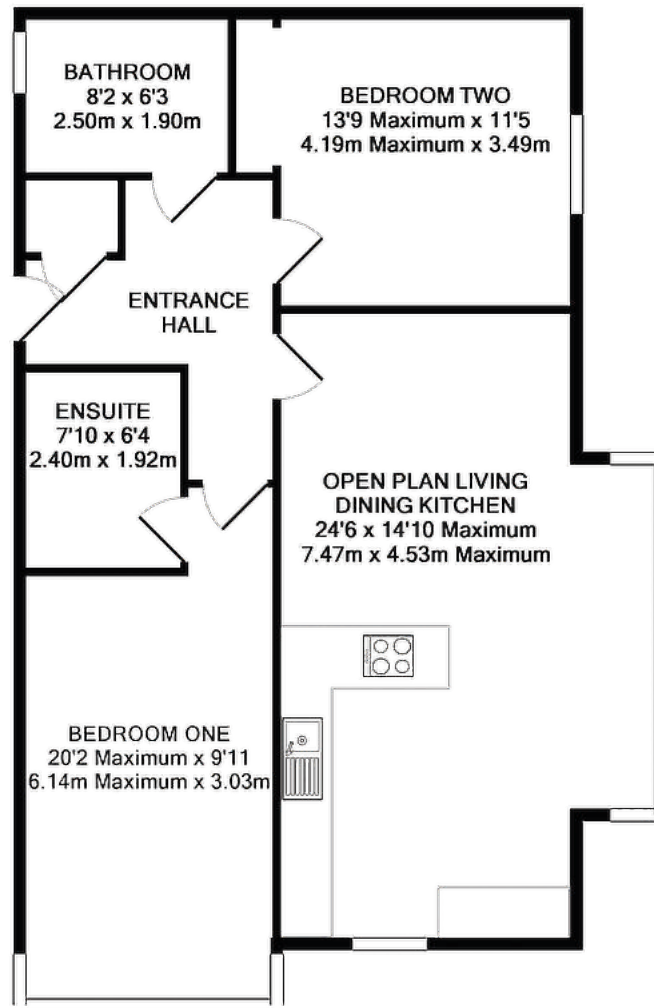 BATHROOM
8'2 x 6'3
2.50m x 1.90m
BEDROOM TWO
13'9 Maximum x 11'5
4.19m Maximum x 3.49m
ENTRANCE
HALL
ENSUITE
7'10 x 6'4
2.40m x 1.92m
OPEN PLAN LIVING
DINING KITCHEN
24'6 x 14'10 Maximum
7.47m x 4.53m Maximum
BEDROOM ONE
20'2 Maximum x 9'11
6.14m Maximum x 3.03m